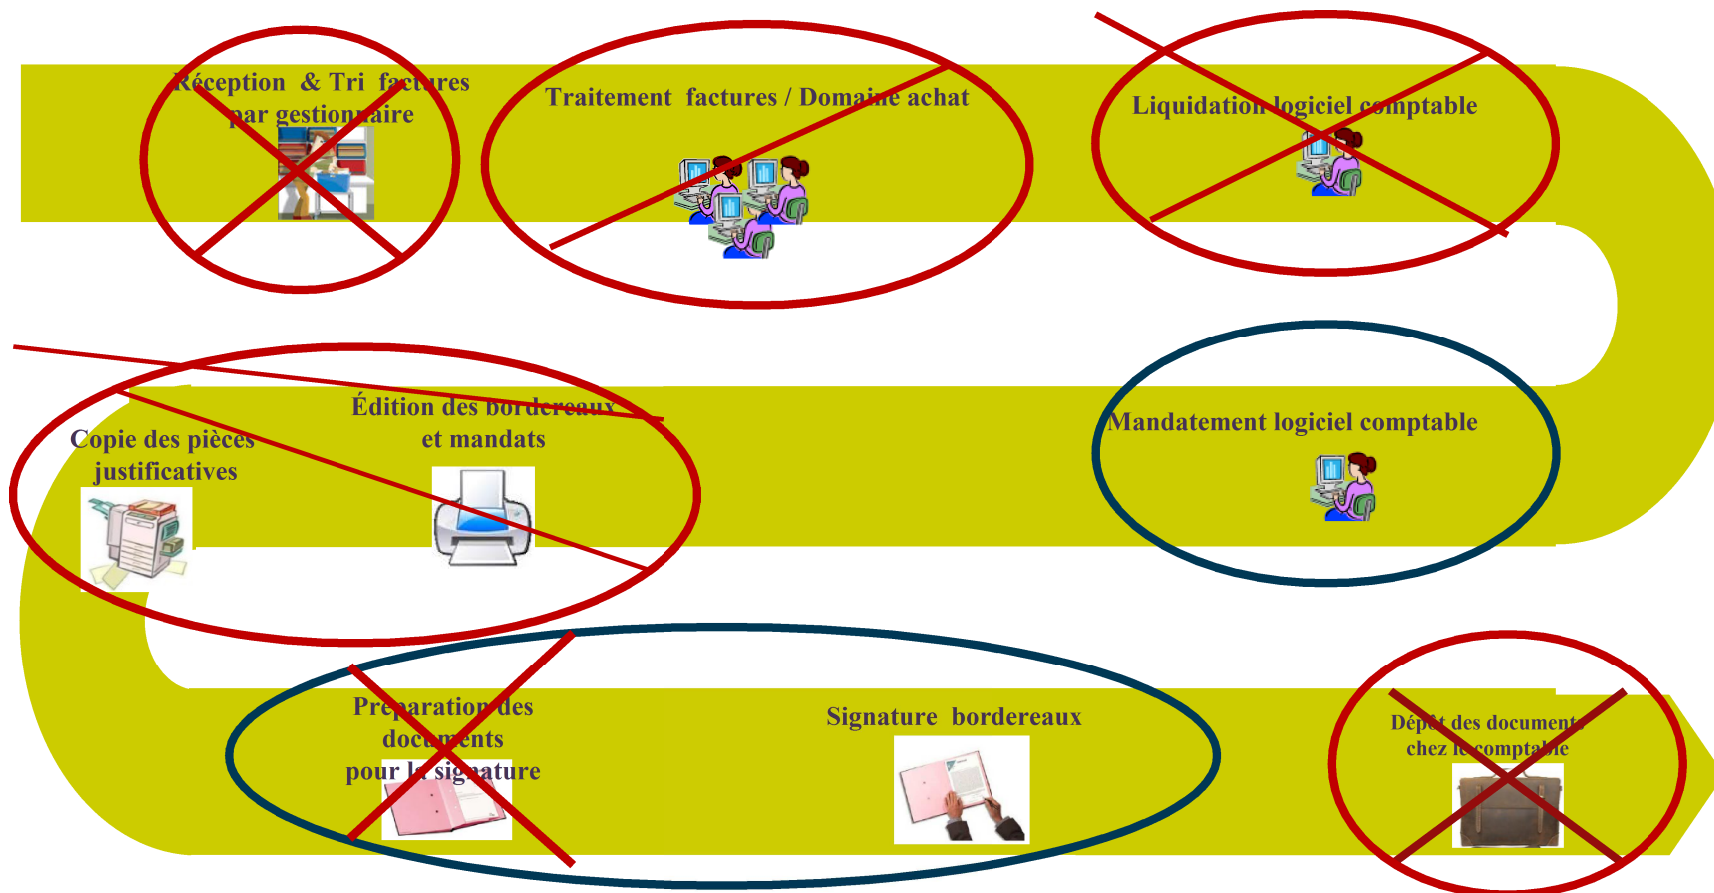 Réception & Tri factures
par gestionnaire
Traitement factures / Domaine achat
Liquidation logiciel comptable
Mandatement logiciel comptable
Édition des bordereaux
et mandats
Copie des pièces
justificatives
Préparation des
documents
pour la signature
Signature bordereaux
Dépôt des documents
chez le comptable